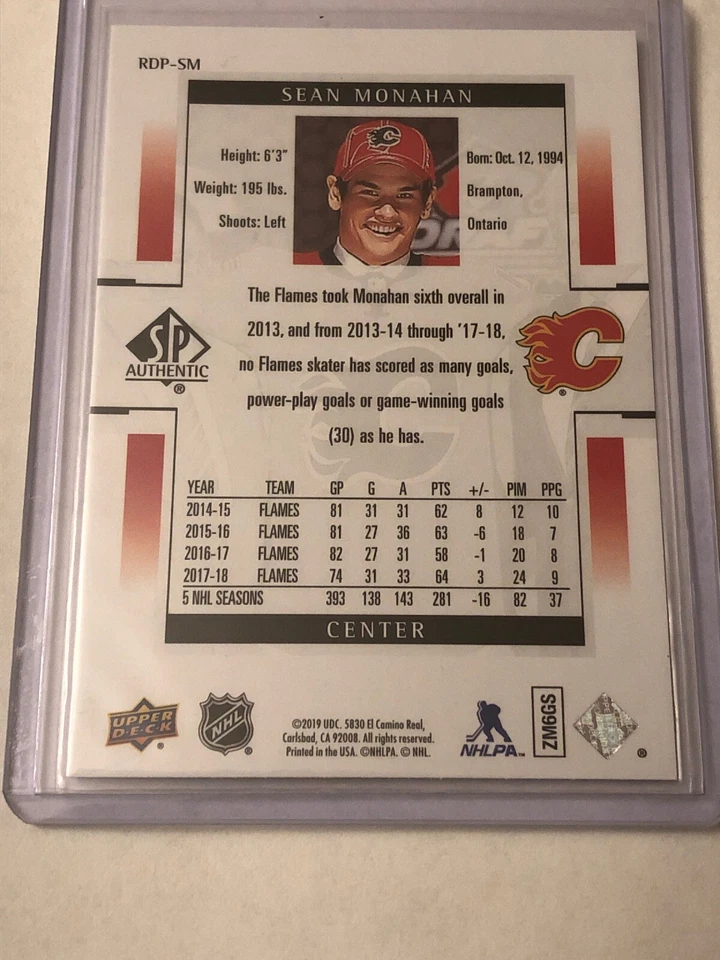 RDP-SM
SEAN MONAHAN
Height: 6'3"
Weight: 195 lbs.
Shoots: Left
DRAF
Born: Oct. 12, 1994
Brampton,
Ontario
The Flames took Monahan sixth overall in
2013, and from 2013-14 through '17-18,
no Flames skater has scored as many goals,
power-play goals or game-winning goals
(30) as he has.
SP
AUTHENTIC
®
®
YEAR TEAM GP G A PTS +/- PIM PPG
2014-15 FLAMES 81 31 31 62 8 12 10
2015-16 FLAMES 81 27 36 63 -6 18 7
2016-17 FLAMES 82 27 31 58 -1 20 8
2017-18 FLAMES 74 31 33 64 3 24 9
5 NHL SEASONS 393 138 143 281 -16 82 37
CENTER
UPPER
D·E·C·K
®
NHL
®
©2019 UDC. 5830 El Camino Real,
Carlsbad, CA 92008. All rights reserved.
Printed in the USA. ©NHLPA. © NHL.
NHLPA™
ZM6GS
®